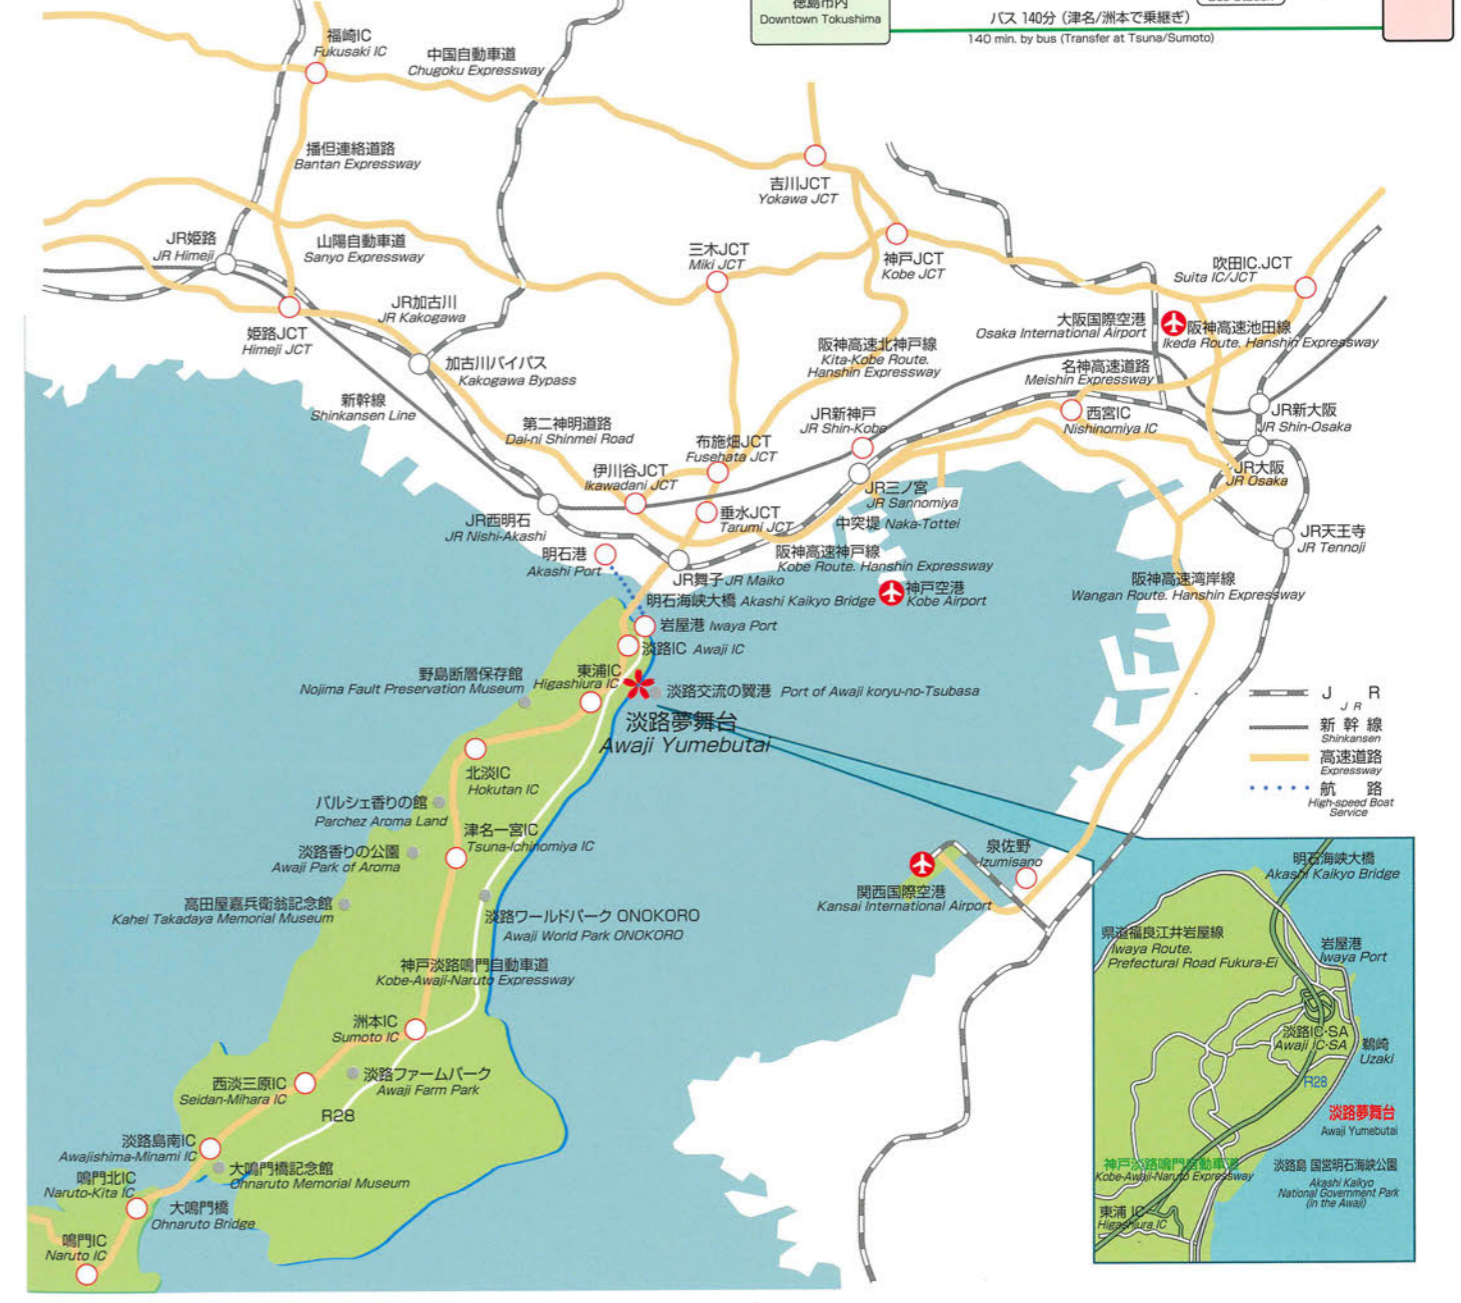 徳島市内
Downtown Tokushima
バス 140分 (津名/洲本で乗継ぎ)
140 min. by bus (Transfer at Tsuna/Sumoto)
福崎IC
Fukusaki IC
中国自動車道
Chugoku Expressway
播但連絡道路
Bantan Expressway
吉川JCT
Yokawa JCT
JR姫路
JR Himeji
山陽自動車道
Sanyo Expressway
三木JCT
Miki JCT
神戸JCT
Kobe JCT
吹田IC.JCT
Suita IC/JCT
姫路JCT
Himeji JCT
JR加古川
JR Kakogawa
大阪国際空港
Osaka International Airport
阪神高速池田線
Ikeda Route. Hanshin Expressway
阪神高速北神戸線
Kita-Kobe Route.
Hanshin Expressway
加古川バイパス
Kakogawa Bypass
名神高速道路
Meishin Expressway
新幹線
Shinkansen Line
第二神明道路
Dai-ni Shinmei Road
JR新神戸
JR Shin-Kobe
西宮IC
Nishinomiya IC
JR新大阪
JR Shin-Osaka
布施畑JCT
Fusehata JCT
伊川谷JCT
Ikawadani JCT
JR大阪
JR Osaka
JR三ノ宮
JR Sannomiya
垂水JCT
Tarumi JCT
中突堤 Naka-Tottei
JR西明石
JR Nishi-Akashi
JR天王寺
JR Tennoji
明石港
Akashi Port
阪神高速神戸線
Kobe Route. Hanshin Expressway
JR舞子 JR Maiko
阪神高速湾岸線
Wangan Route. Hanshin Expressway
明石海峡大橋 Akashi Kaikyo Bridge
神戸空港
Kobe Airport
岩屋港 Iwaya Port
淡路IC Awaji IC
野島断層保存館
Nojima Fault Preservation Museum
東浦IC
Higashiura IC
淡路交流の翼港 Port of Awaji koryu-no-Tsubasa
淡路夢舞台
Awaji Yumebutai
J R
J R
新幹線
Shinkansen
高速道路
Expressway
航路
High-speed Boat
Service
北淡IC
Hokutan IC
パルシェ香りの館
Parchez Aroma Land
津名一宮IC
Tsuna-Ichinomiya IC
淡路香りの公園
Awaji Park of Aroma
泉佐野
Izumisano
関西国際空港
Kansai International Airport
高田屋嘉兵衛翁記念館
Kahei Takadaya Memorial Museum
淡路ワールドパーク ONOKORO
Awaji World Park ONOKORO
神戸淡路鳴門自動車道
Kobe-Awaji-Naruto Expressway
洲本IC
Sumoto IC
西淡三原IC
Seidan-Mihara IC
淡路ファームパーク
Awaji Farm Park
R28
淡路島南IC
Awajishima-Minami IC
大鳴門橋記念館
Ohnaruto Memorial Museum
鳴門北IC
Naruto-Kita IC
大鳴門橋
Ohnaruto Bridge
鳴門IC
Naruto IC
明石海峡大橋
Akashi Kaikyo Bridge
県道福良江井岩屋線
Iwaya Route.
Prefectural Road Fukura-Ei
岩屋港
Iwaya Port
淡路IC・SA
Awaji IC・SA
鵜崎
Uzaki
R28
淡路夢舞台
Awaji Yumebutai
神戸淡路鳴門自動車道
Kobe-Awaji-Naruto Expressway
淡路島 国営明石海峡公園
Akashi Kaikyo
National Government Park
(in the Awaji)
東浦 IC
Higashiura IC